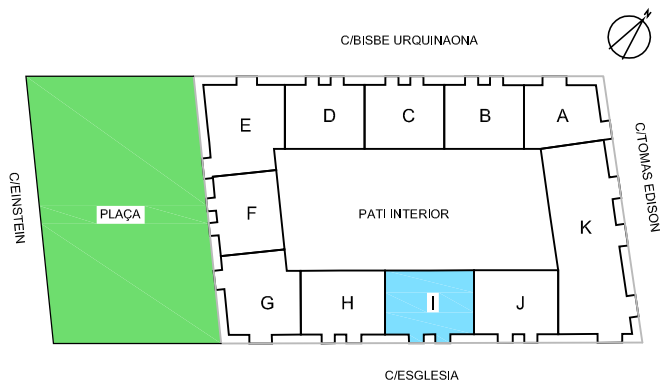 N
C/BISBE URQUINAONA
E
D
C
B
A
C/TOMAS EDISON
C/EINSTEIN
PLAÇA
F
PATI INTERIOR
K
G
H
I
J
C/ESGLESIA